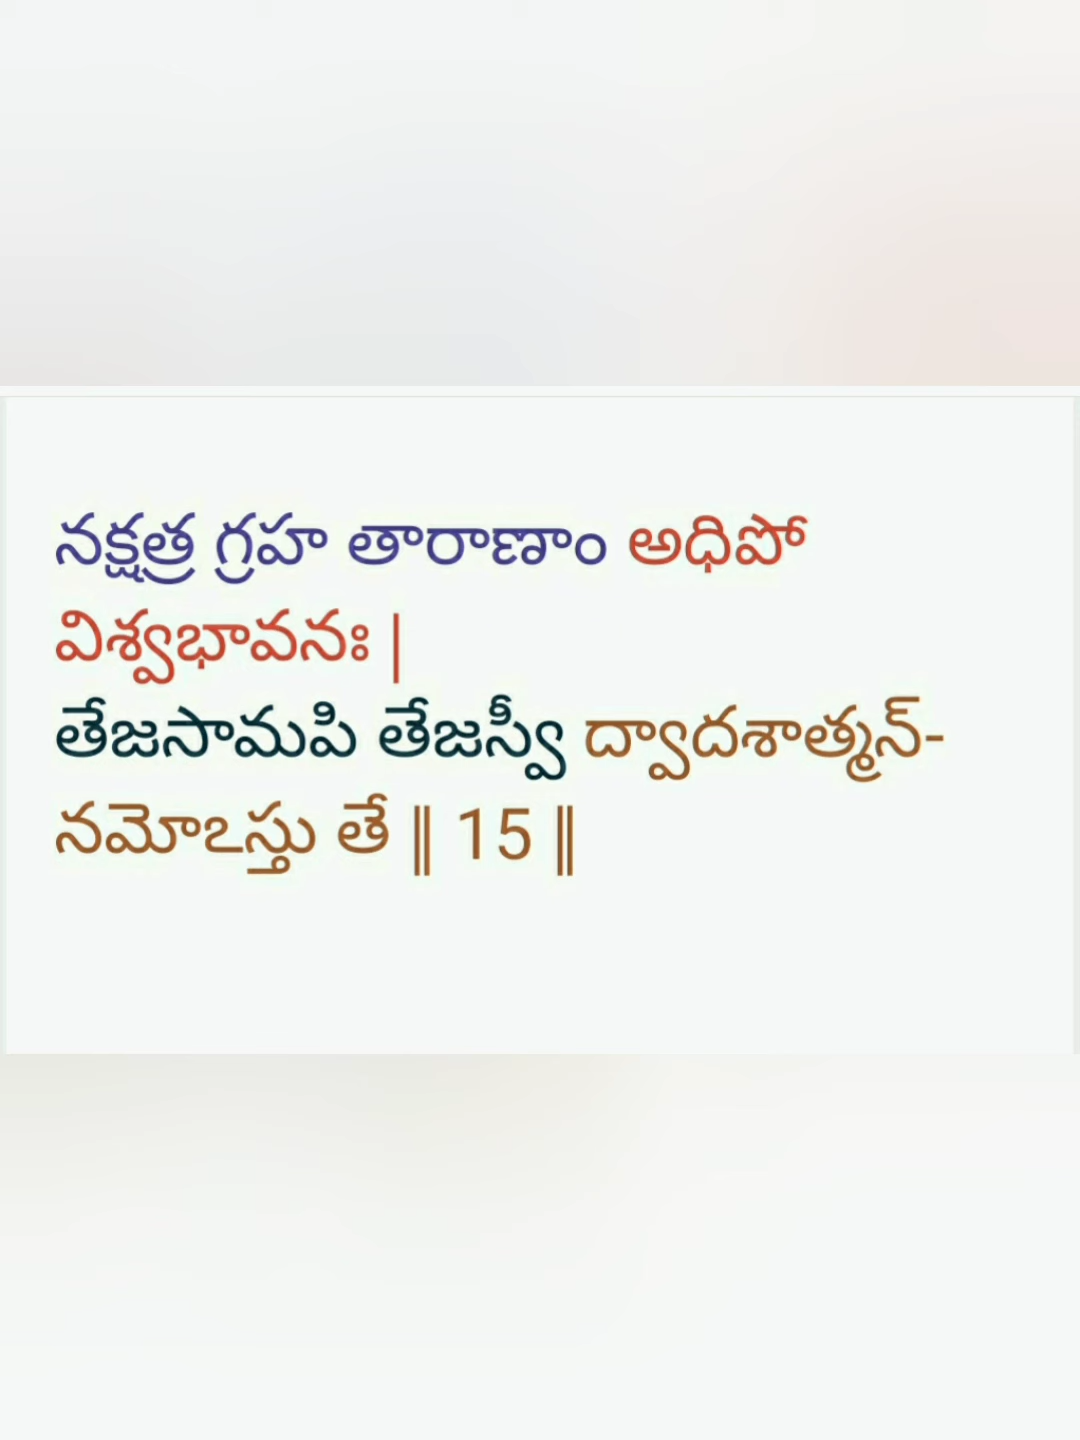 నక్షత్ర గ్రహ తారాణాం అధిపో
విశ్వభావనః |
తేజసామపి తేజస్వీ ద్వాదశాత్మన్-
నమోఽస్తు తే || 15 ||